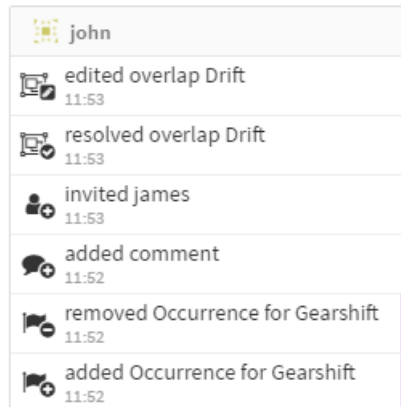 john
edited overlap Drift
11:53
resolved overlap Drift
11:53
invited james
11:53
added comment
11:52
removed Occurrence for Gearshift
11:52
added Occurrence for Gearshift
11:52